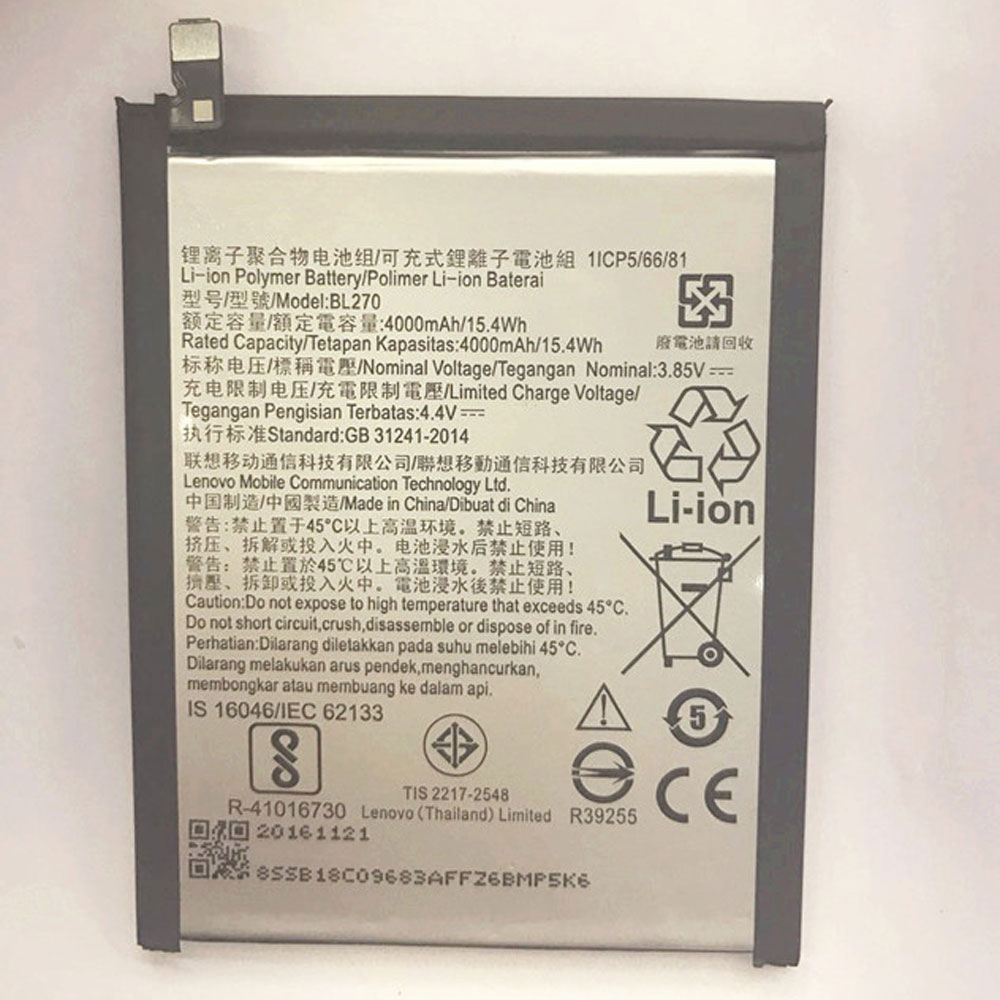 锂离子聚合物电池组/可充式鋰離子電池組 1ICP5/66/81
Li-ion Polymer Battery/Polimer Li-ion Baterai
型号/型號/Model:BL270
额定容量/額定電容量:4000mAh/15.4Wh
Rated Capacity/Tetapan Kapasitas:4000mAh/15.4Wh
廢電池請回收
标称电压/標稱電壓/Nominal Voltage/Tegangan Nominal:3.85V⎓
充电限制电压/充電限制電壓/Limited Charge Voltage/
Tegangan Pengisian Terbatas:4.4V⎓
执行标准Standard:GB 31241-2014
联想移动通信科技有限公司/聯想移動通信科技有限公司
Lenovo Mobile Communication Technology Ltd.
中国制造/中國製造/Made in China/Dibuat di China
Li-ion
警告:禁止置于45°C以上高温环境。禁止短路、
挤压、拆解或投入火中。电池浸水后禁止使用!
警告:禁止置於45℃以上高溫環境。禁止短路、
擠壓、拆卸或投入火中。電池浸水後禁止使用!
Caution:Do not expose to high temperature that exceeds 45°C.
Do not short circuit,crush,disassemble or dispose of in fire.
Perhatian:Dilarang diletakkan pada suhu melebihi 45°C.
Dilarang melakukan arus pendek,menghancurkan,
membongkar atau membuang ke dalam api.
IS 16046/IEC 62133
5
R-41016730
TIS 2217-2548
Lenovo (Thailand) Limited
R39255
CE
20161121
8SSB18C09683AFFZ6BMP5K6